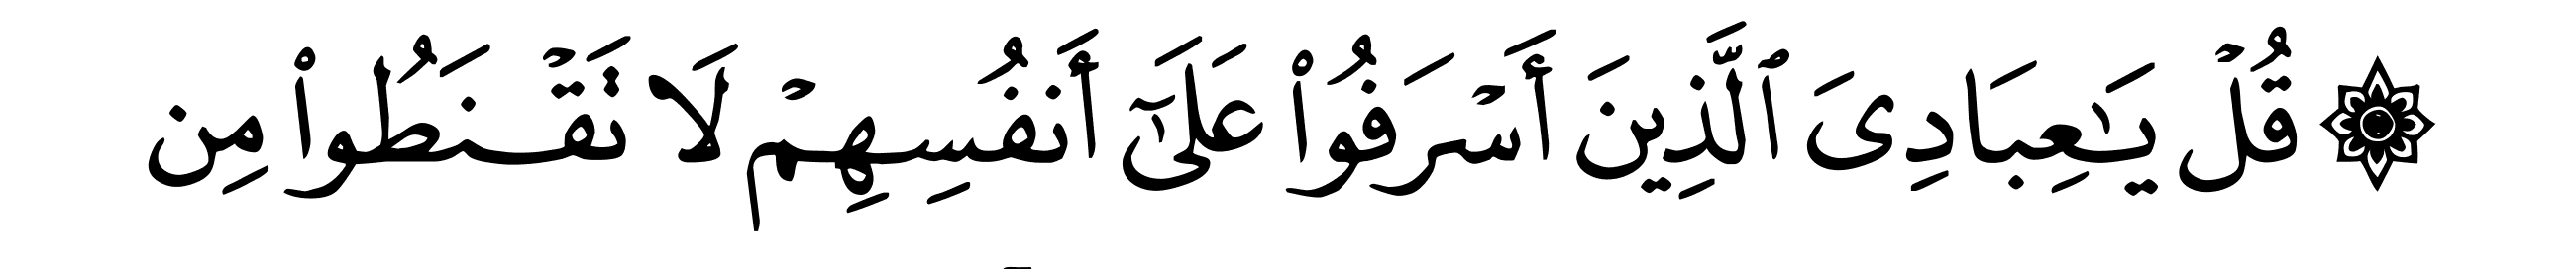 ۞ قُلْ يَـٰعِبَادِىَ ٱلَّذِينَ أَسْرَفُوا۟ عَلَىٰٓ أَنفُسِهِمْ لَا تَقْنَطُوا۟ مِن